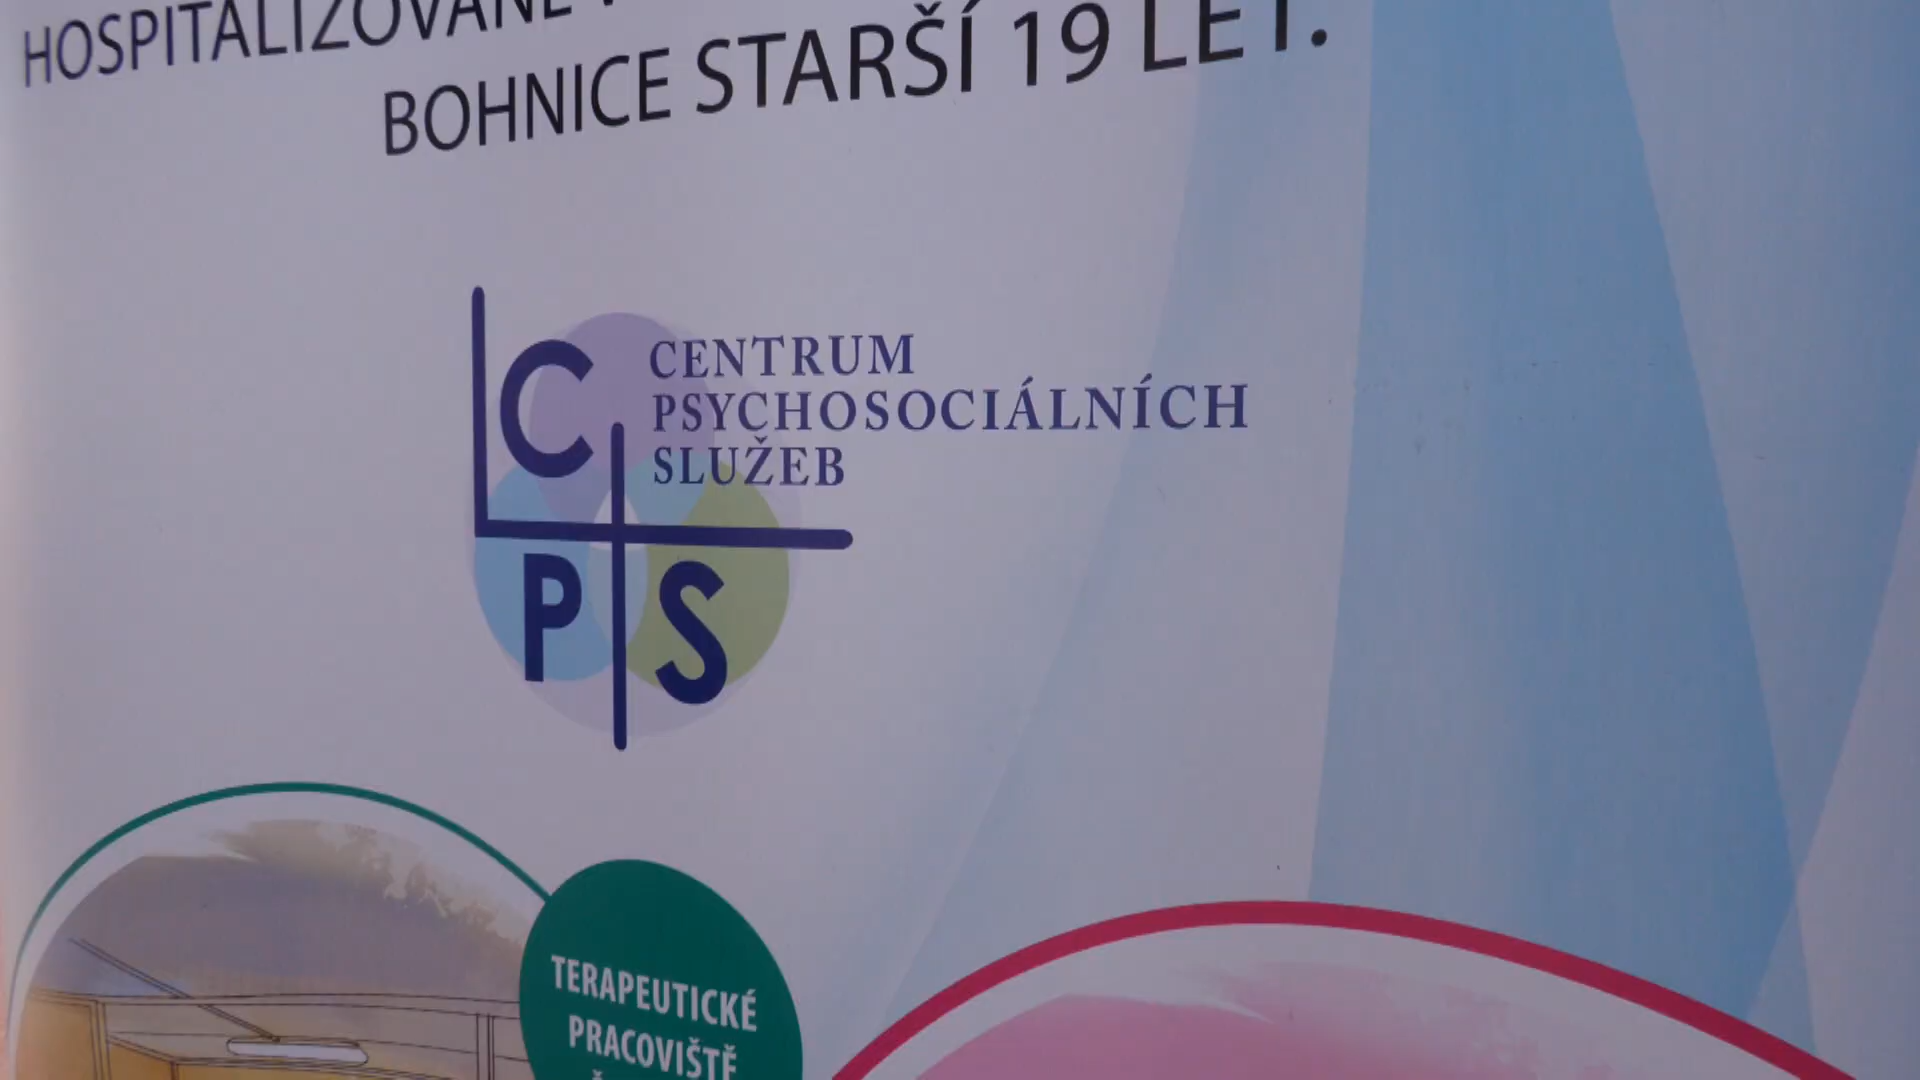 HOSPITALIZOVANÉ
BOHNICE STARŠÍ 19 LET.
C
P S
CENTRUM
PSYCHOSOCIÁLNÍCH
SLUŽEB
TERAPEUTICKÉ
PRACOVIŠTĚ